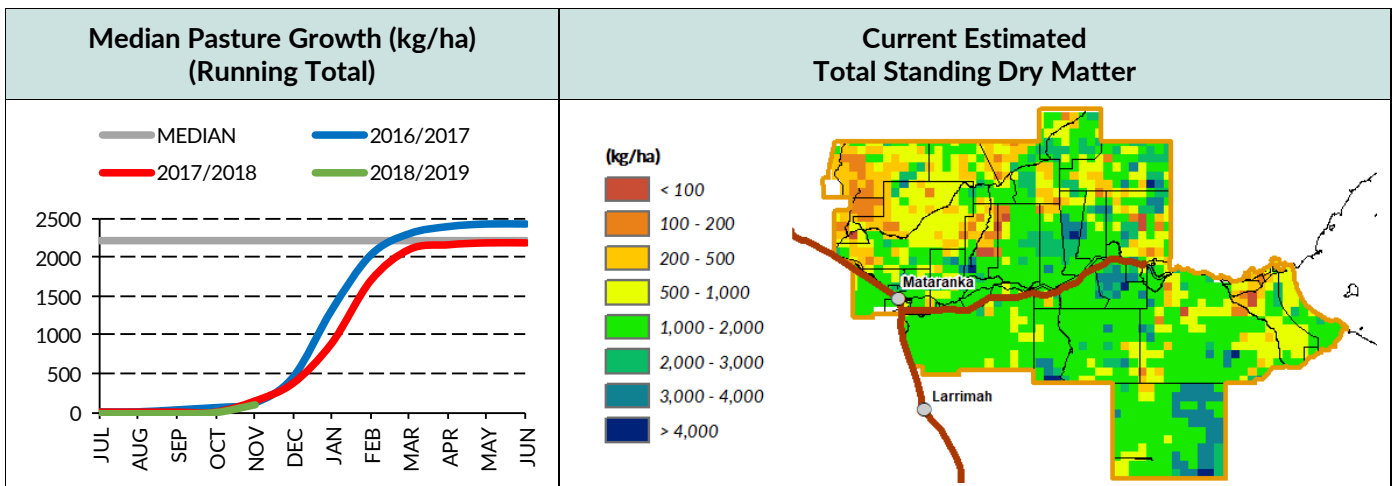 Median Pasture Growth (kg/ha)
(Running Total)
Current Estimated
Total Standing Dry Matter
MEDIAN
2016/2017
2017/2018
2018/2019
2500
2000
1500
1000
500
0
JUL
AUG
SEP
OCT
NOV
DEC
JAN
FEB
MAR
APR
MAY
JUN
(kg/ha)
< 100
100 - 200
200 - 500
500 - 1,000
1,000 - 2,000
2,000 - 3,000
3,000 - 4,000
> 4,000
Mataranka
Larrimah